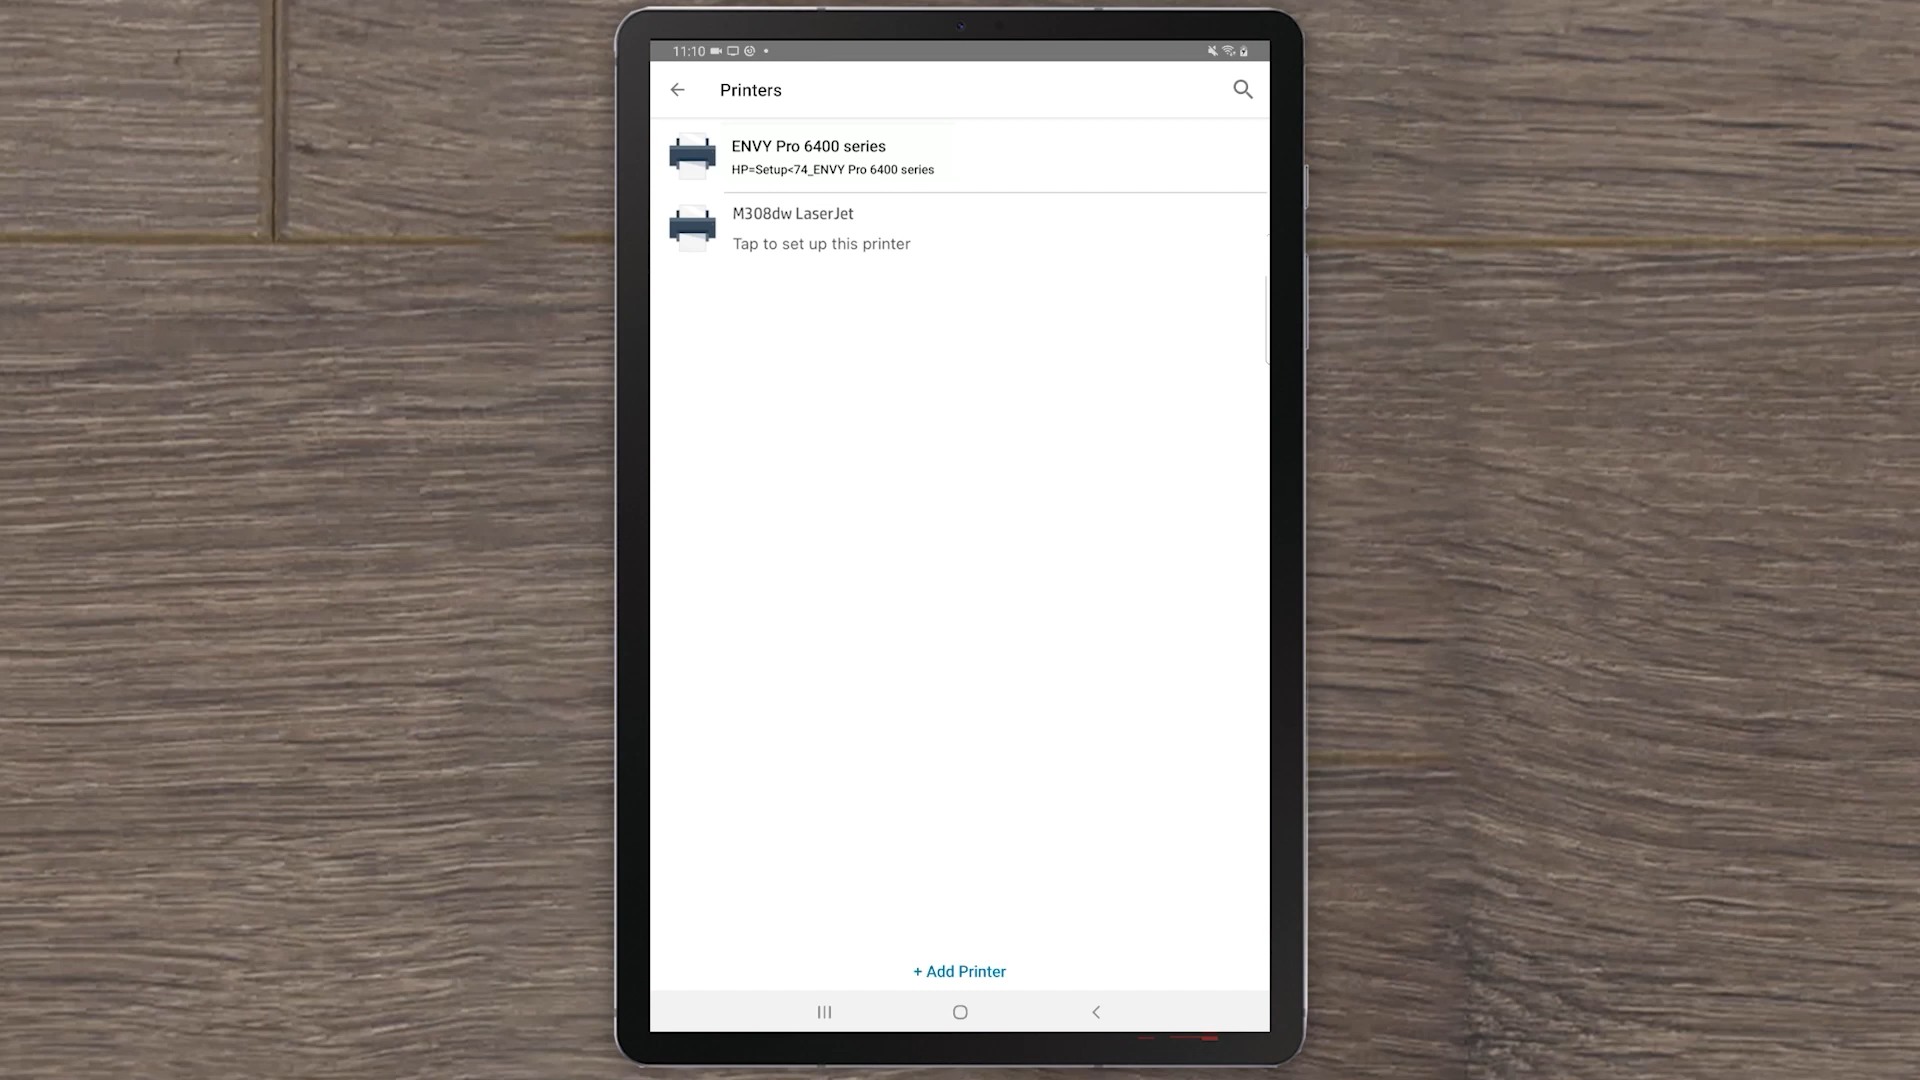 11:10
Printers
ENVY Pro 6400 series
HP=Setup<74_ENVY Pro 6400 series
M308dw LaserJet
Tap to set up this printer
+ Add Printer